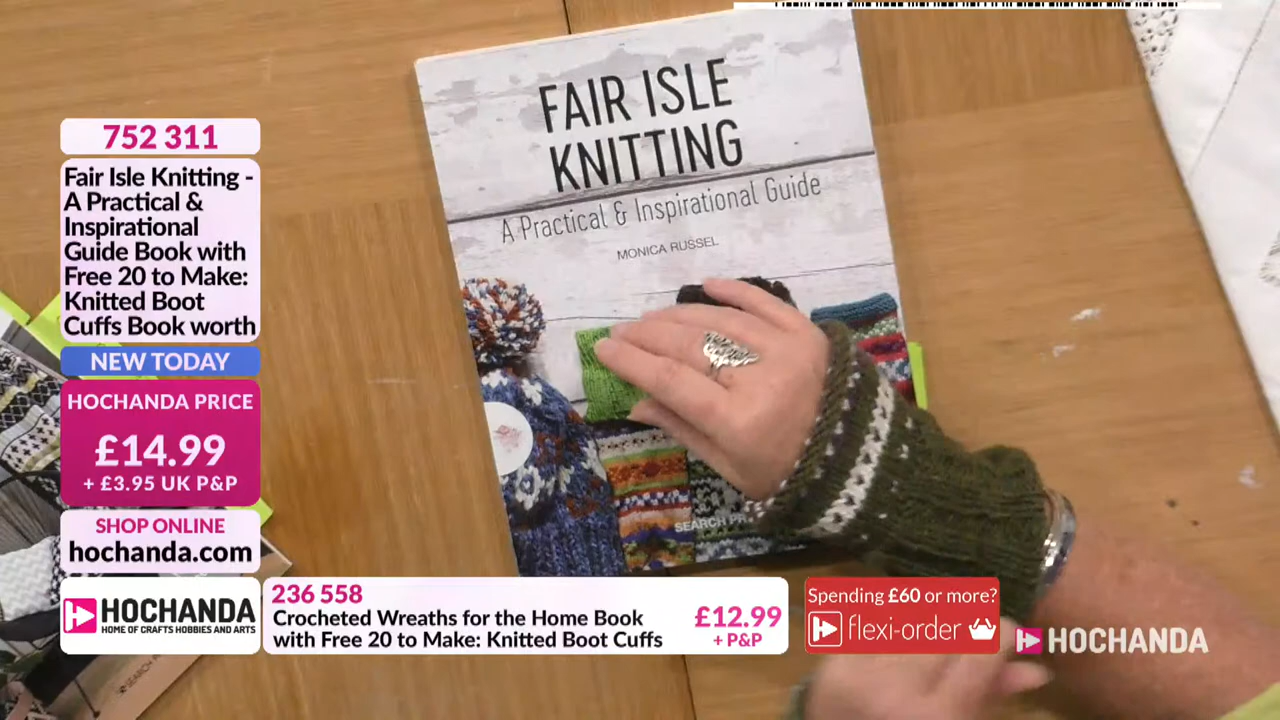 FAIR ISLE
KNITTING
A Practical & Inspirational Guide
MONICA RUSSEL
752 311
Fair Isle Knitting -
A Practical &
Inspirational
Guide Book with
Free 20 to Make:
Knitted Boot
Cuffs Book worth
NEW TODAY
HOCHANDA PRICE
£14.99
+ £3.95 UK P&P
SHOP ONLINE
hochanda.com
HOCHANDA
HOME OF CRAFTS HOBBIES AND ARTS
236 558
Crocheted Wreaths for the Home Book
with Free 20 to Make: Knitted Boot Cuffs
£12.99
+ P&P
Spending £60 or more?
flexi-order
HOCHANDA
SEARCH